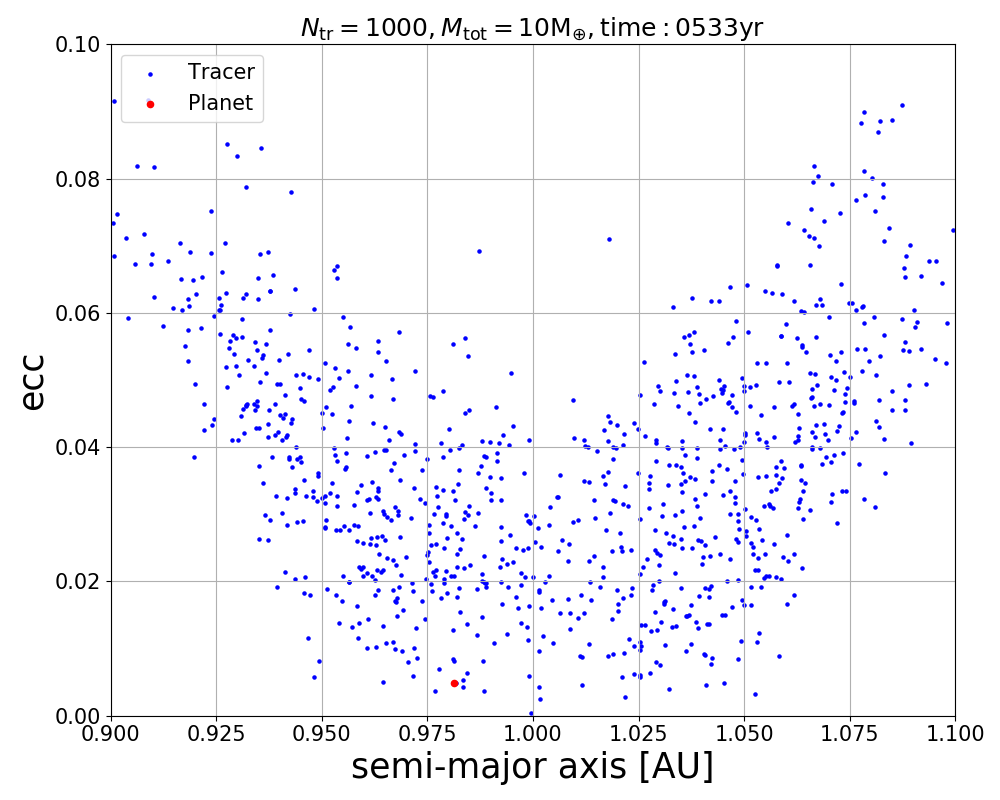 N_tr = 1000, M_tot = 10M_⊕, time : 0533yr
Tracer
Planet
0.10
0.08
0.06
0.04
0.02
0.00
ecc
0.900 0.925 0.950 0.975 1.000 1.025 1.050 1.075 1.100
semi-major axis [AU]